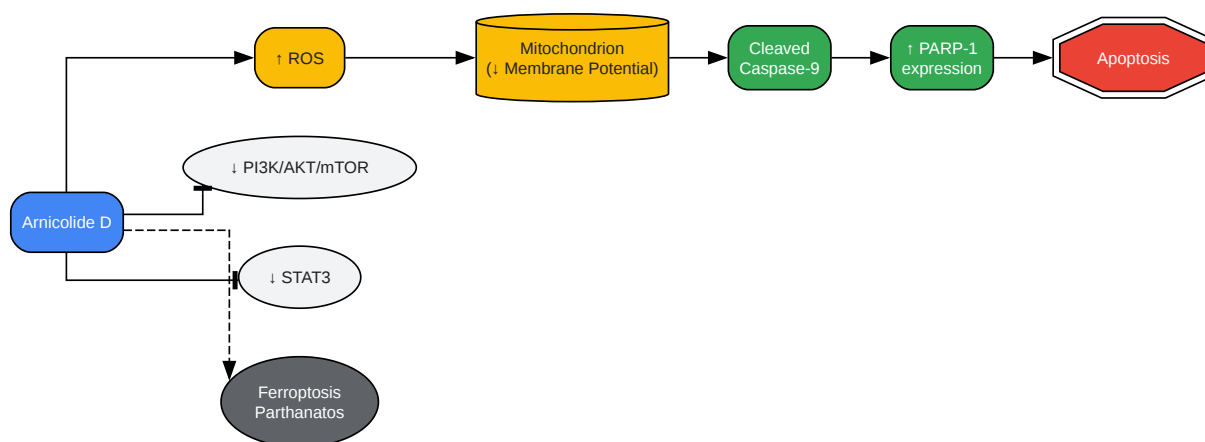 ↑ ROS
Mitochondrion
(↓ Membrane Potential)
Cleaved
Caspase-9
↑ PARP-1
expression
Apoptosis
↓ PI3K/AKT/mTOR
Arnicolide D
↓ STAT3
Ferroptosis
Parthanatos